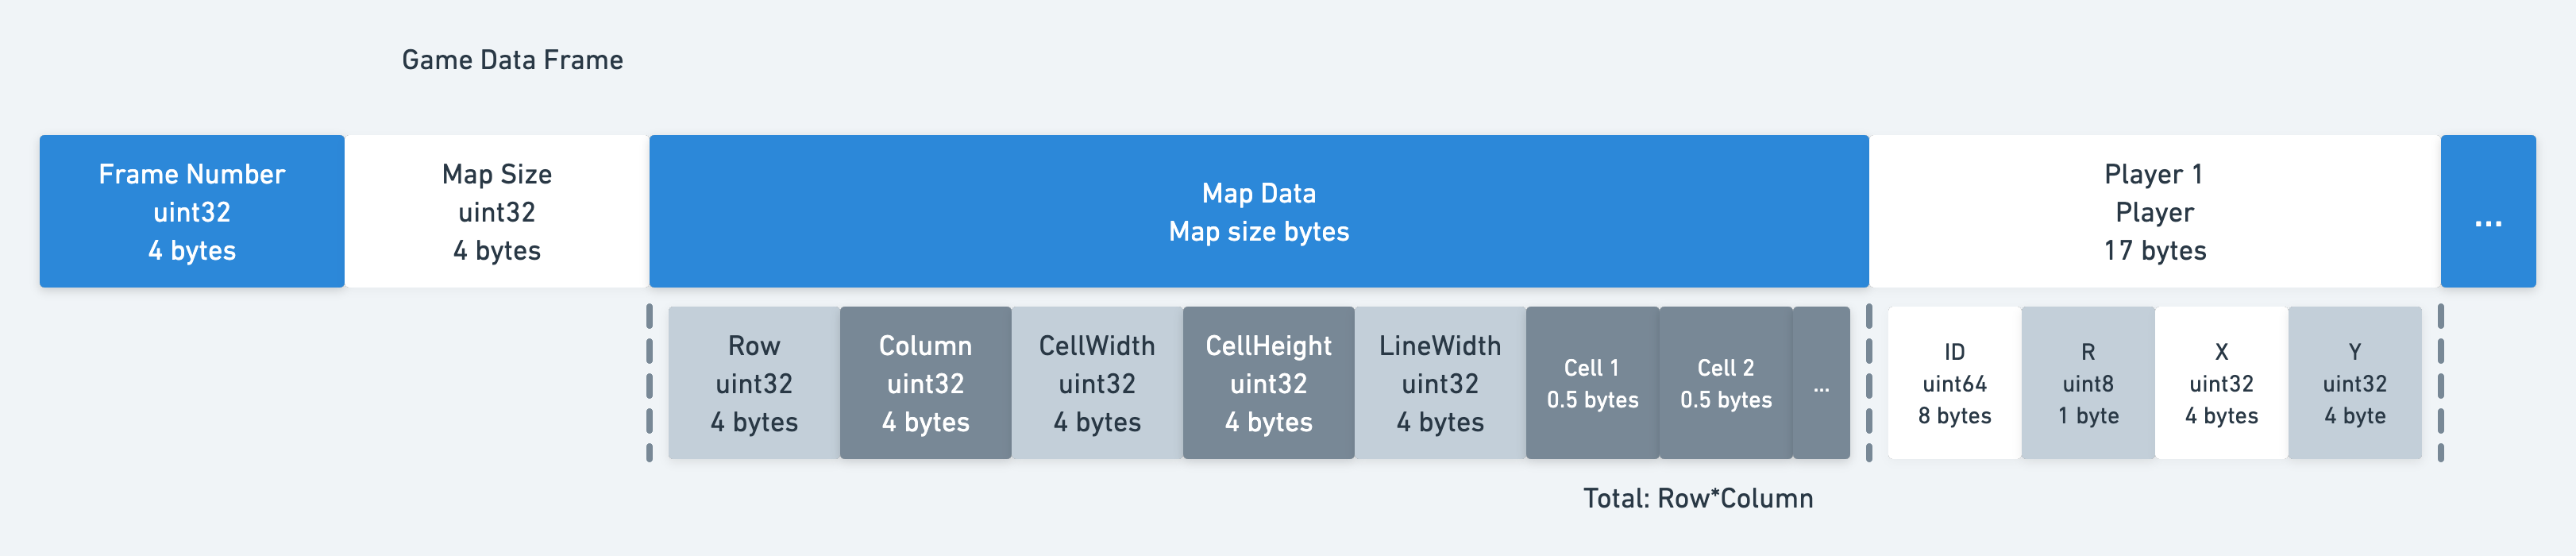 Game Data Frame
Frame Number
uint32
4 bytes
Map Size
uint32
4 bytes
Map Data
Map size bytes
Player 1
Player
17 bytes
...
Row
uint32
4 bytes
Column
uint32
4 bytes
CellWidth
uint32
4 bytes
CellHeight
uint32
4 bytes
LineWidth
uint32
4 bytes
Cell 1
0.5 bytes
Cell 2
0.5 bytes
...
ID
uint64
8 bytes
R
uint8
1 byte
X
uint32
4 bytes
Y
uint32
4 byte
Total: Row*Column